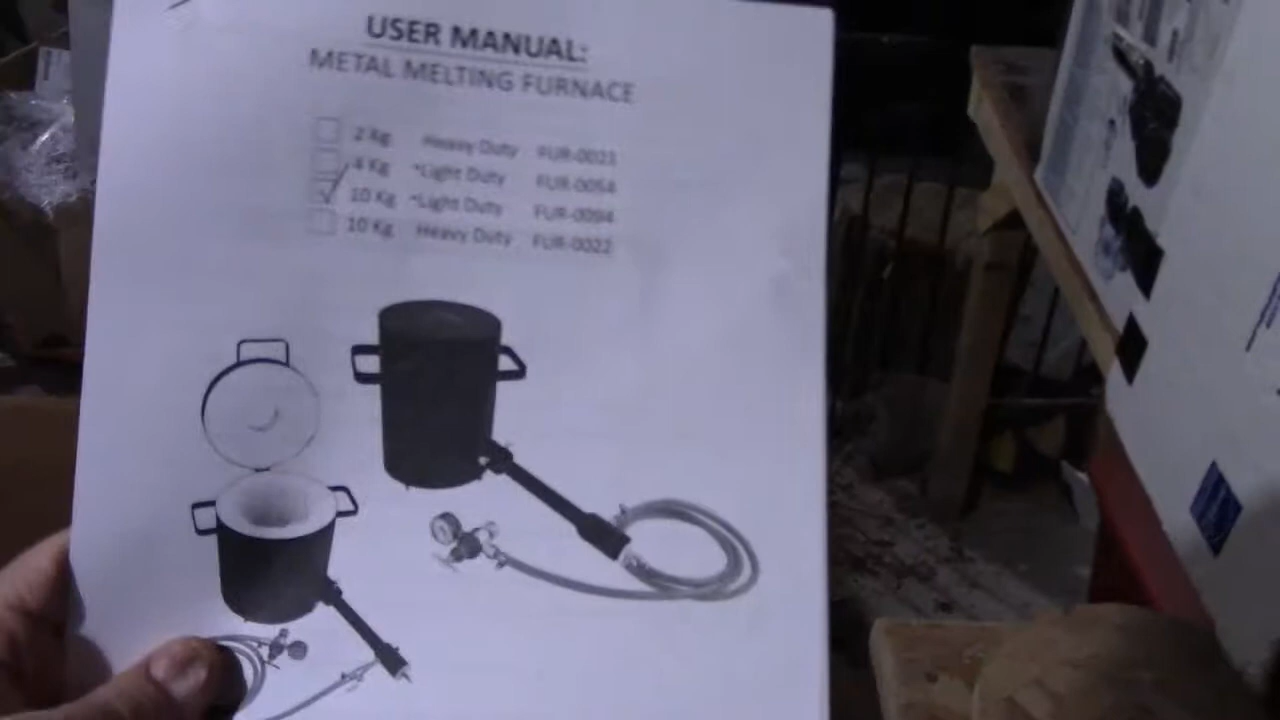 USER MANUAL:
METAL MELTING FURNACE
2 Kg Heavy Duty FUR-0023
4 Kg *Light Duty FUR-0054
10 Kg *Light Duty FUR-0094
10 Kg Heavy Duty FUR-0022